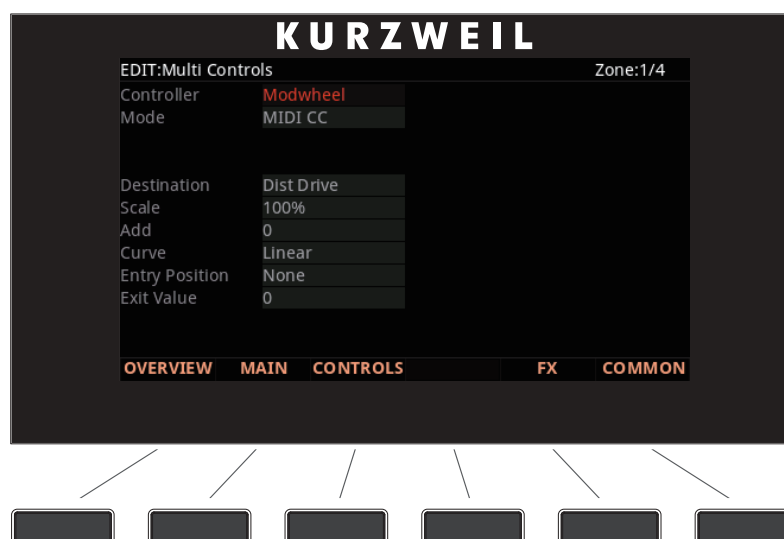 KURZWEIL
EDIT:Multi Controls Zone:1/4
Controller Modwheel
Mode MIDI CC
Destination Dist Drive
Scale 100%
Add 0
Curve Linear
Entry Position None
Exit Value 0
OVERVIEW MAIN CONTROLS FX COMMON